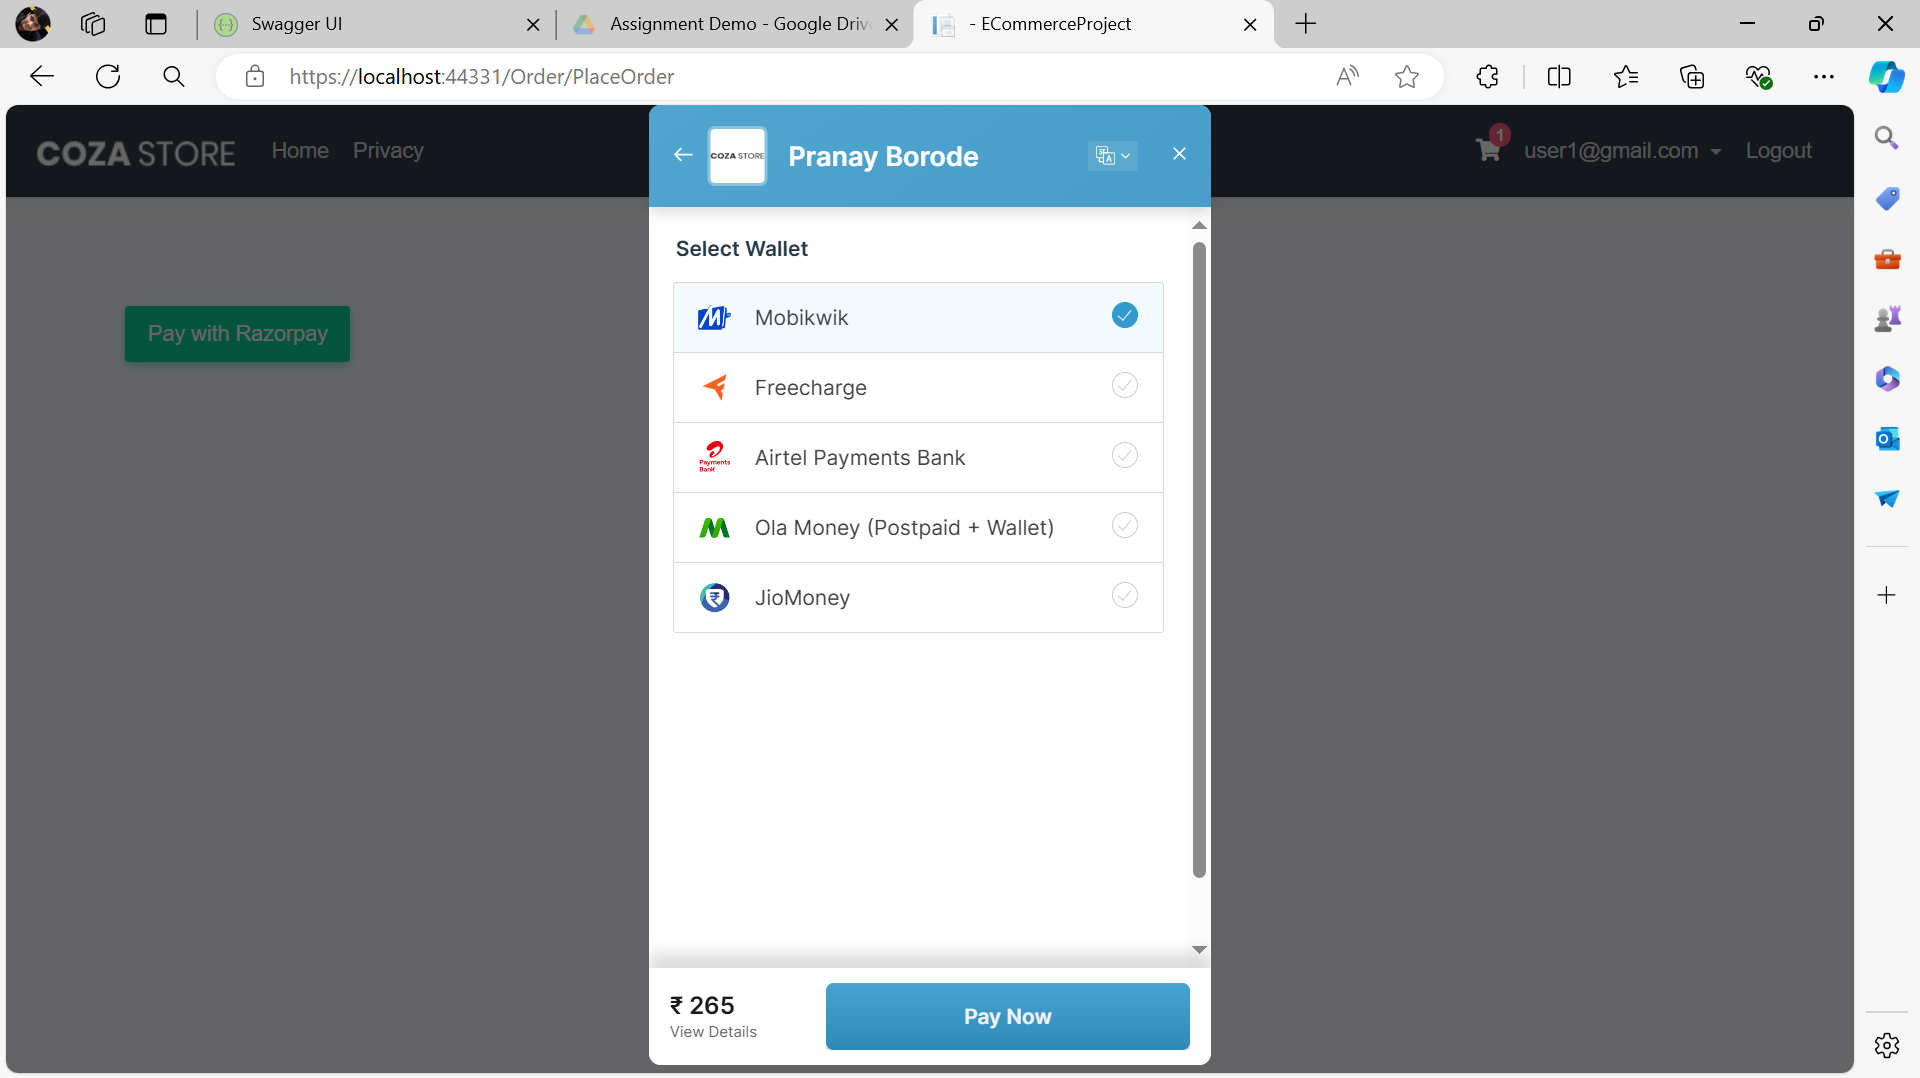 Swagger UI
Assignment Demo - Google Driv
- ECommerceProject
https://localhost:44331/Order/PlaceOrder
COZA STORE
Home
Privacy
COZA STORE
Pranay Borode
1
user1@gmail.com
Logout
Select Wallet
Pay with Razorpay
Mobikwik
Freecharge
Payments
Bank
Airtel Payments Bank
Ola Money (Postpaid + Wallet)
JioMoney
₹ 265
View Details
Pay Now